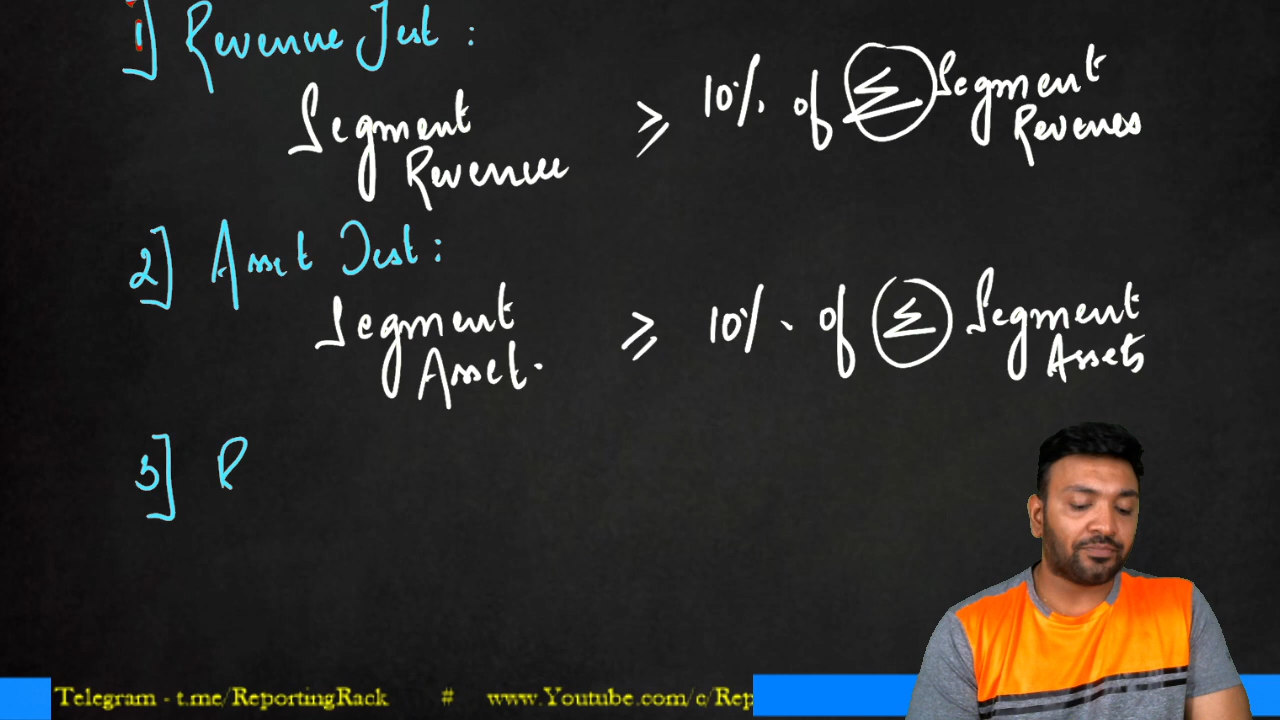 1] Revenue Test :
Segment Revenue ≥ 10% of Σ Segment Revenues
2] Asset Test :
Segment Asset. ≥ 10% of Σ Segment Assets
3] R
Telegram - t.me/ReportingRack # www.Youtube.com/c/Rep